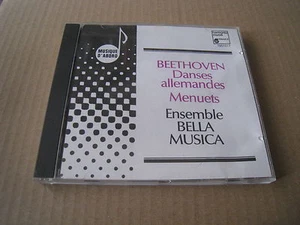 MUSIQUE
D'ABORD
BEETHOVEN
Danses
allemandes
Menuets
Ensemble
BELLA
MUSICA